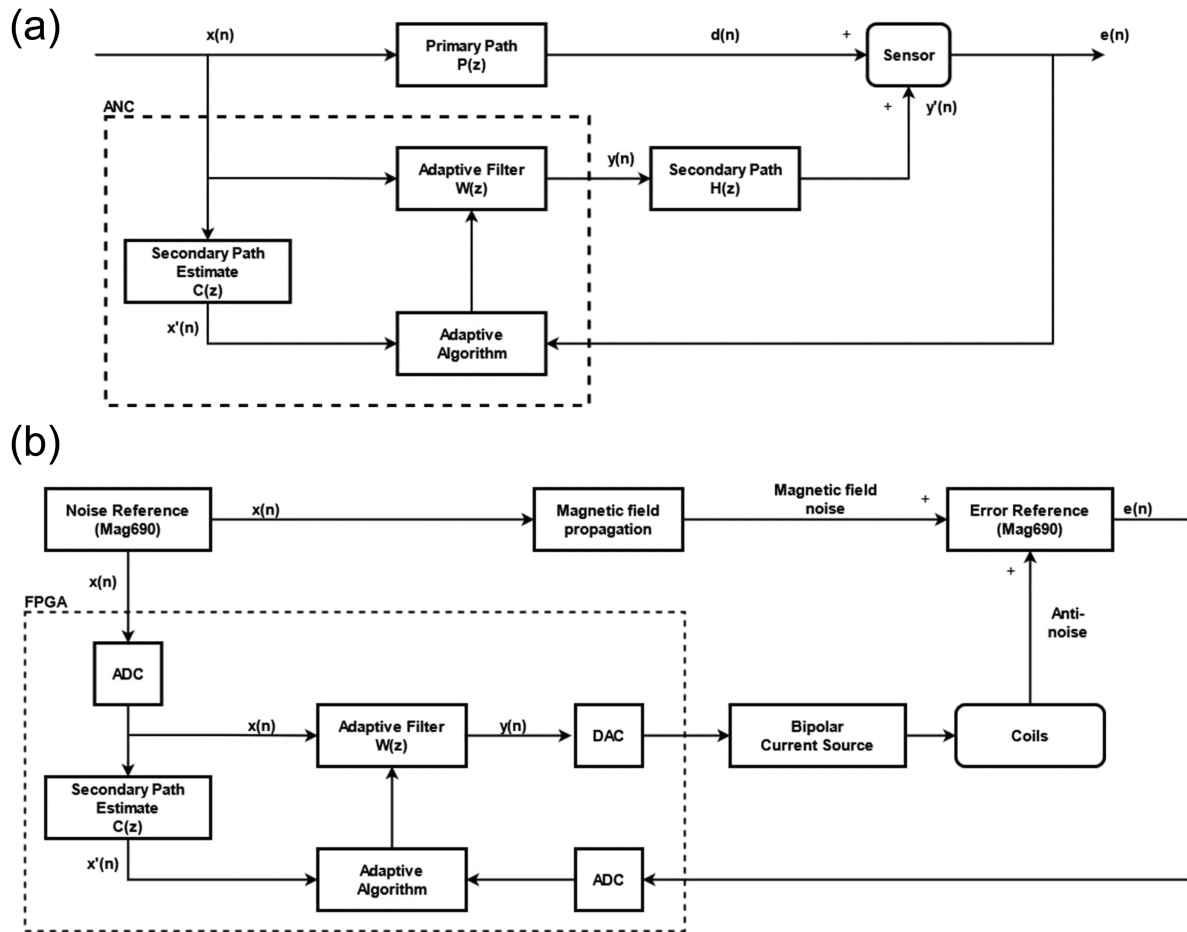 (a)
x(n)
Primary Path
P(z)
d(n)
+
Sensor
e(n)
ANC
+
y'(n)
Adaptive Filter
W(z)
y(n)
Secondary Path
H(z)
Secondary Path
Estimate
C(z)
x'(n)
Adaptive
Algorithm
(b)
Noise Reference
(Mag690)
x(n)
Magnetic field
propagation
Magnetic field
noise
+
Error Reference
(Mag690)
e(n)
x(n)
+
FPGA
Anti-
noise
ADC
x(n)
Adaptive Filter
W(z)
y(n)
DAC
Bipolar
Current Source
Coils
Secondary Path
Estimate
C(z)
x'(n)
Adaptive
Algorithm
ADC